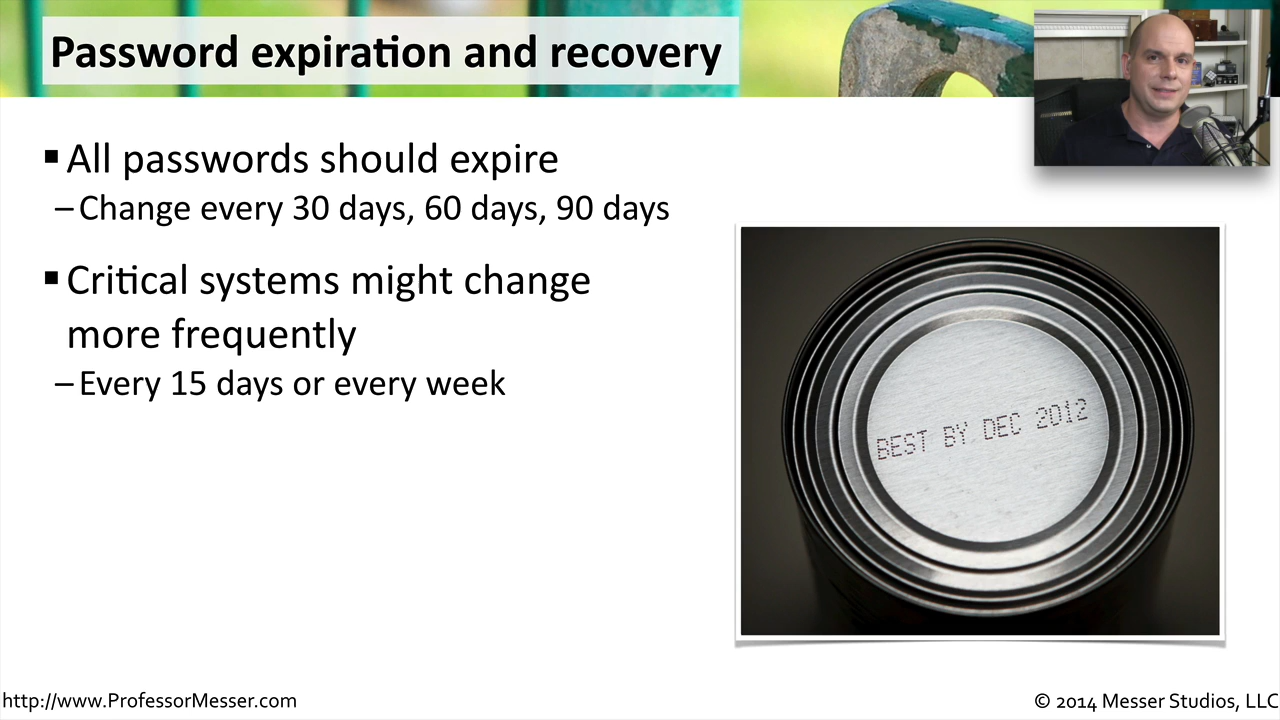 Password expiration and recovery
▪ All passwords should expire
– Change every 30 days, 60 days, 90 days
▪ Critical systems might change
more frequently
– Every 15 days or every week
BEST BY DEC 2012
http://www.ProfessorMesser.com
© 2014 Messer Studios, LLC